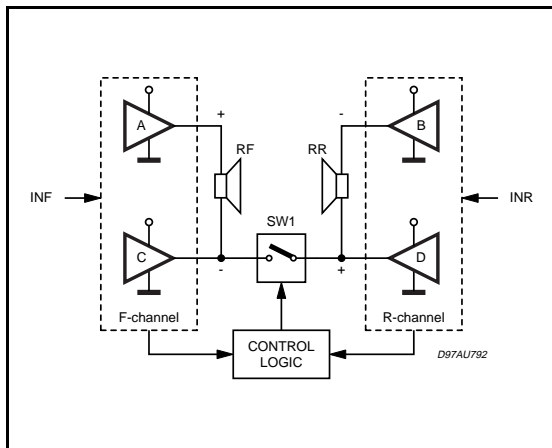 A
+
-
B
RF
RR
INF
INR
SW1
C
-
+
D
F-channel
R-channel
CONTROL
LOGIC
D97AU792